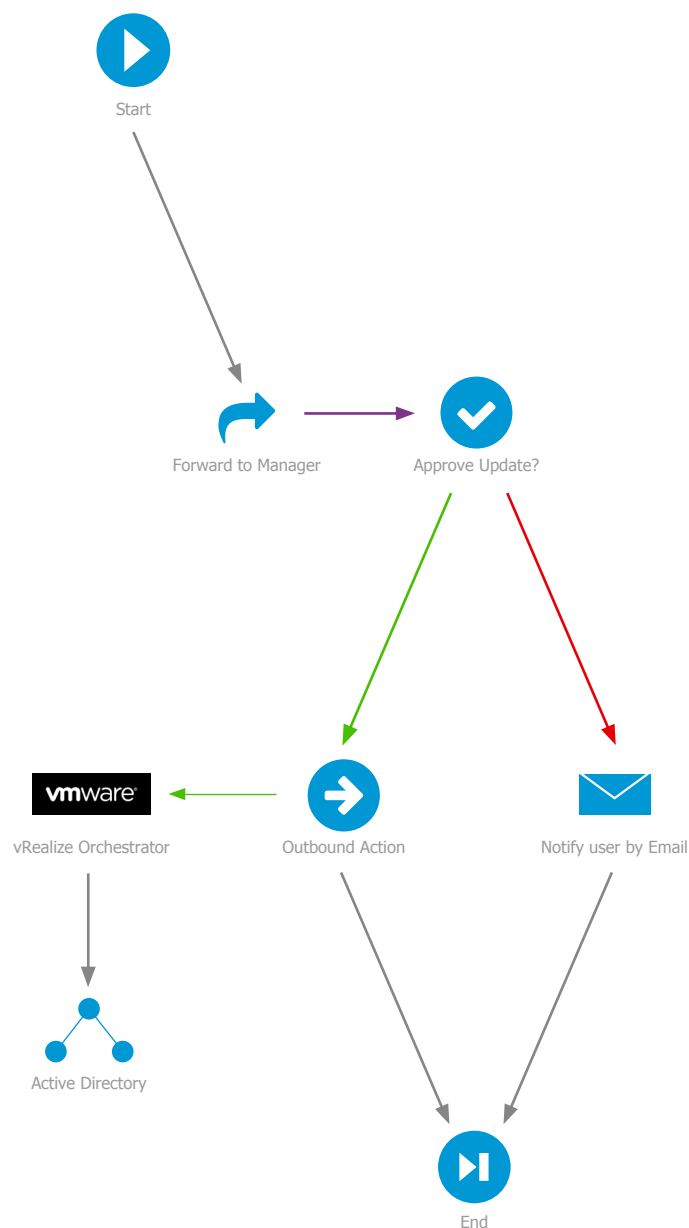 Start
Forward to Manager
Approve Update?
vmware
vRealize Orchestrator
Outbound Action
Notify user by Email
Active Directory
End